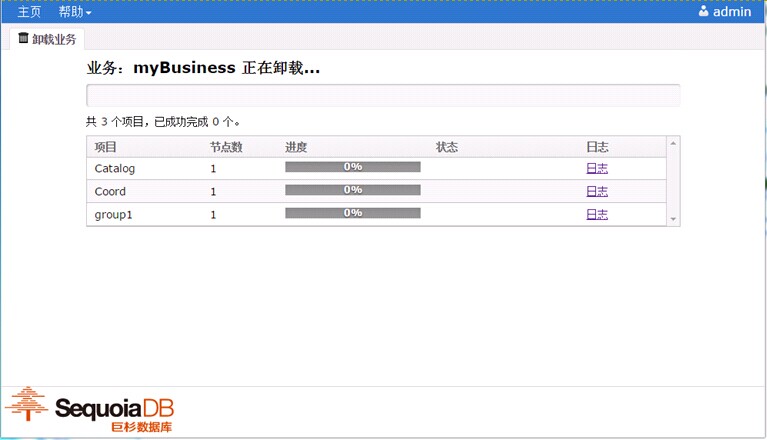 主页 帮助 admin
卸载业务
业务：myBusiness 正在卸载...
共 3 个项目，已成功完成 0 个。
项目 节点数 进度 状态 日志
Catalog 1 0% 日志
Coord 1 0% 日志
group1 1 0% 日志
SequoiaDB
巨杉数据库